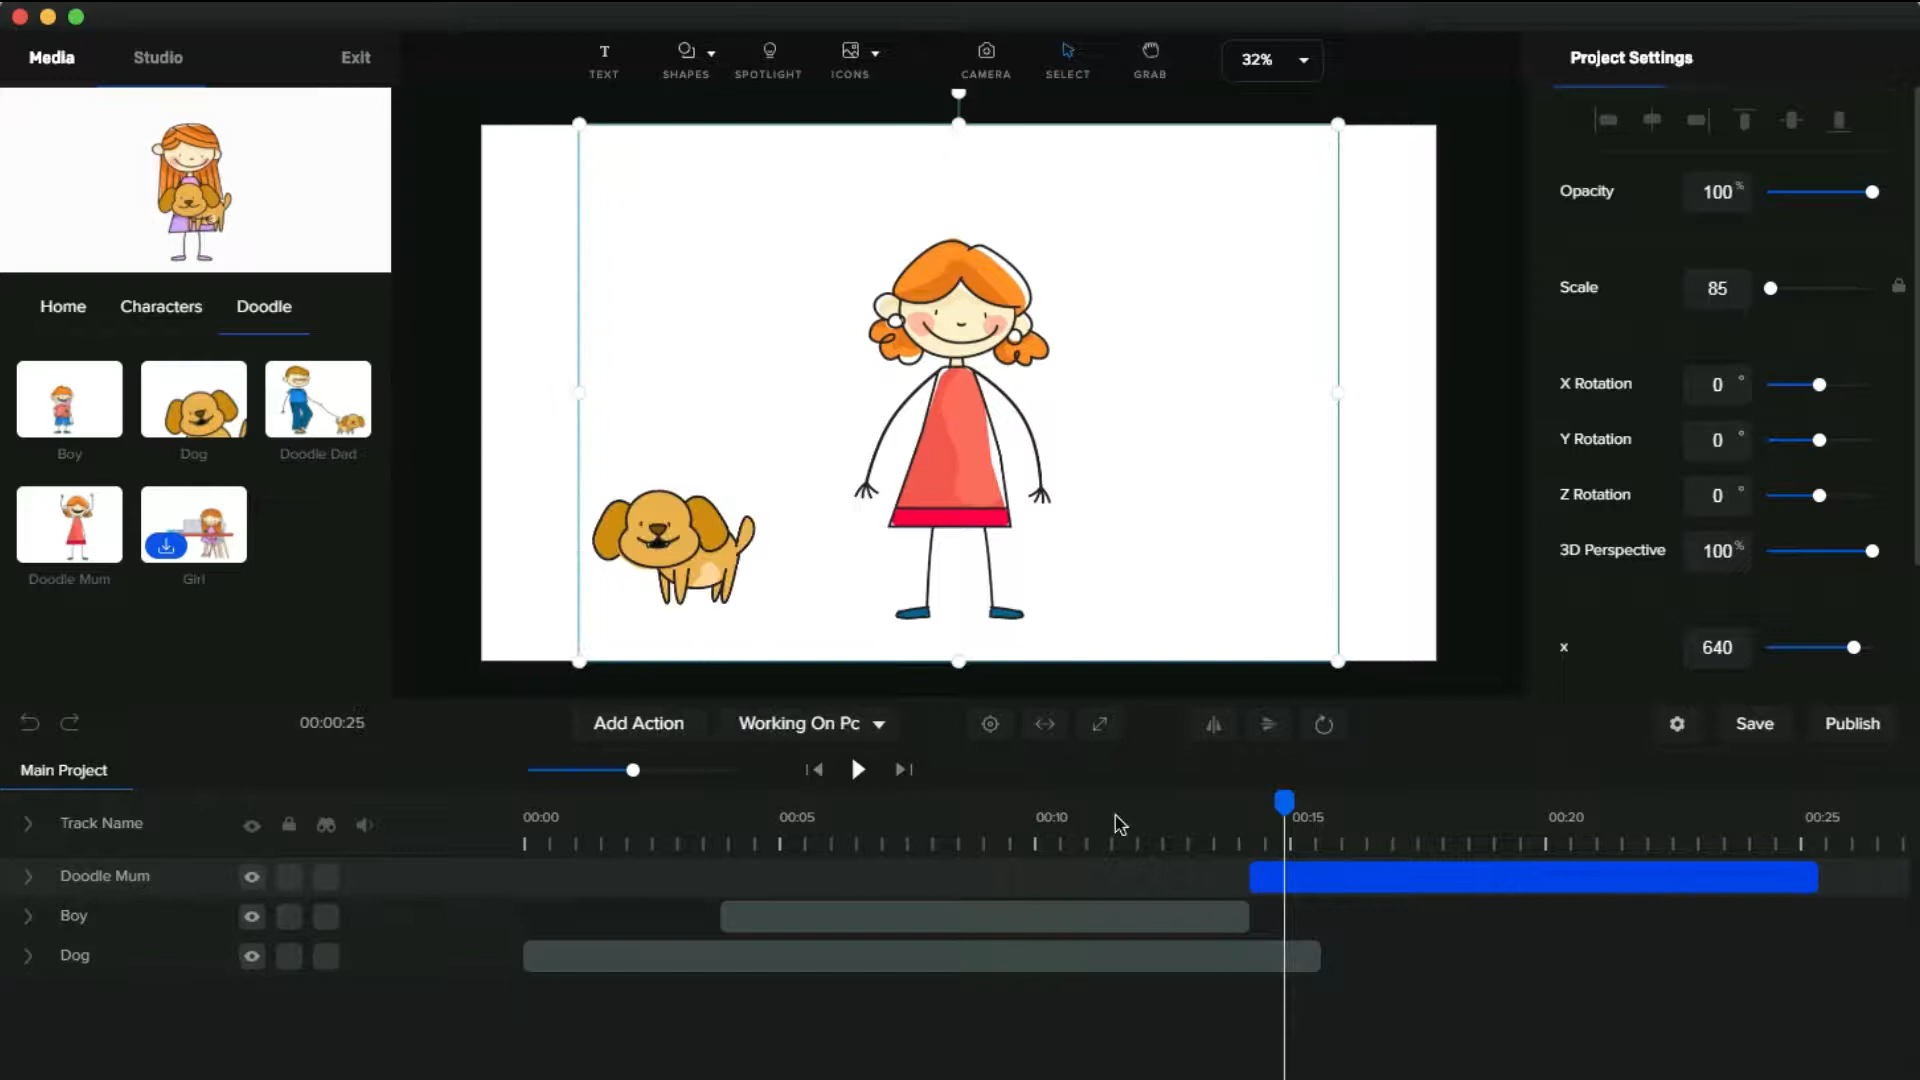 Media Studio Exit
TEXT SHAPES SPOTLIGHT ICONS CAMERA SELECT GRAB 32%
Project Settings
Opacity 100 %
Scale 85
X Rotation 0 °
Y Rotation 0 °
Z Rotation 0 °
3D Perspective 100 %
x 640
Home Characters Doodle
Boy Dog Doodle Dad
Doodle Mum Girl
00:00:25 Add Action Working On Pc Save Publish
Main Project
Track Name 00:00 00:05 00:10 00:15 00:20 00:25
Doodle Mum
Boy
Dog